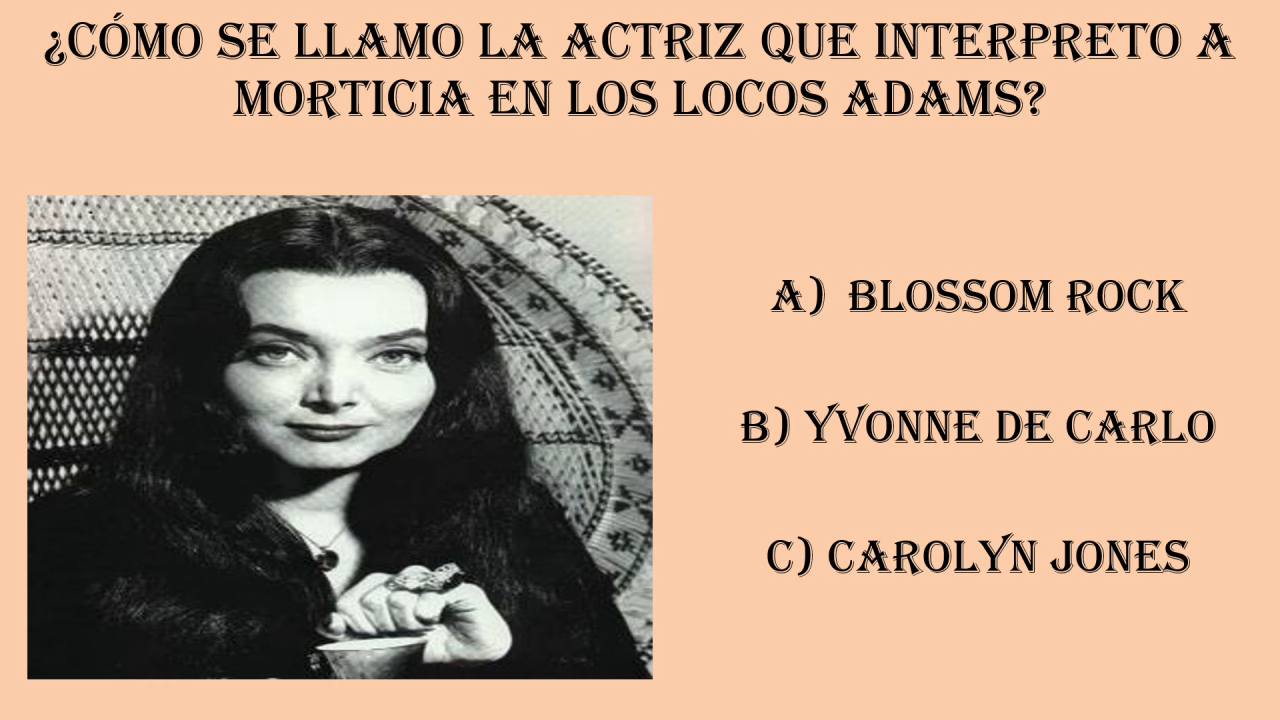 ¿CÓMO SE LLAMO LA ACTRIZ QUE INTERPRETO A
MORTICIA EN LOS LOCOS ADAMS?
A) BLOSSOM ROCK
B) YVONNE DE CARLO
C) CAROLYN JONES